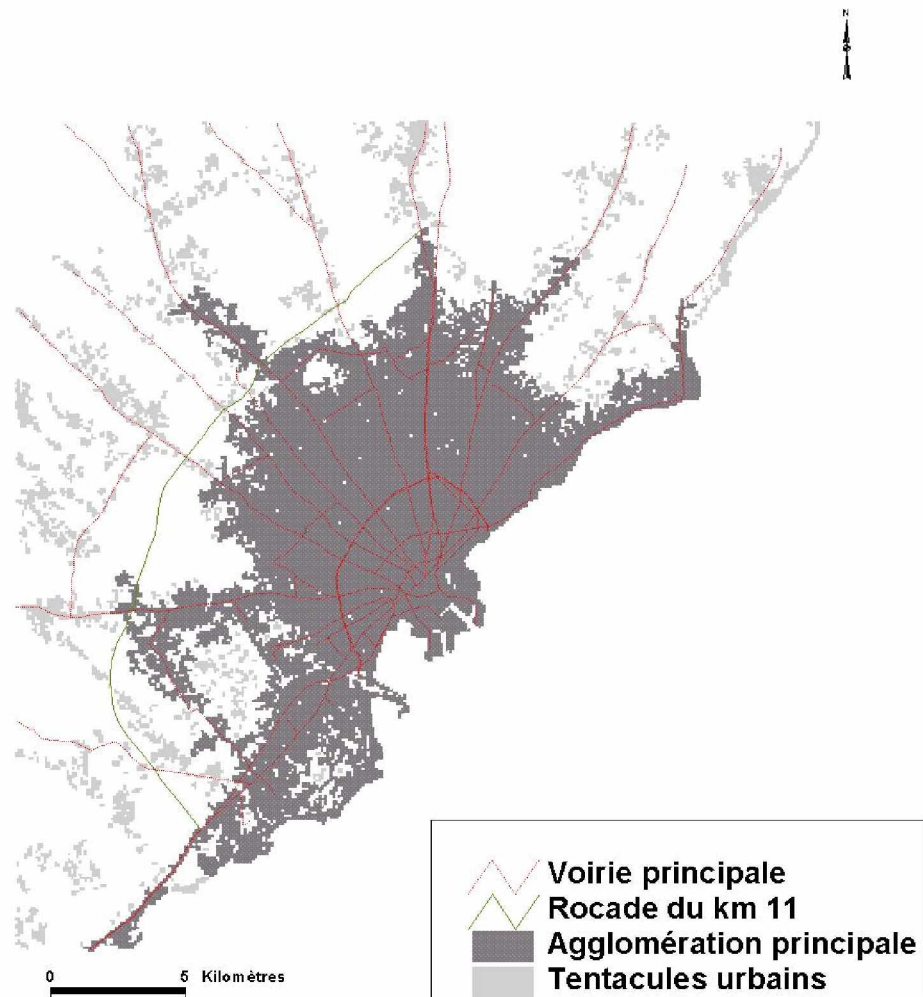 N
Voirie principale
Rocade du km 11
Agglomération principale
Tentacules urbains
0 5 Kilomètres